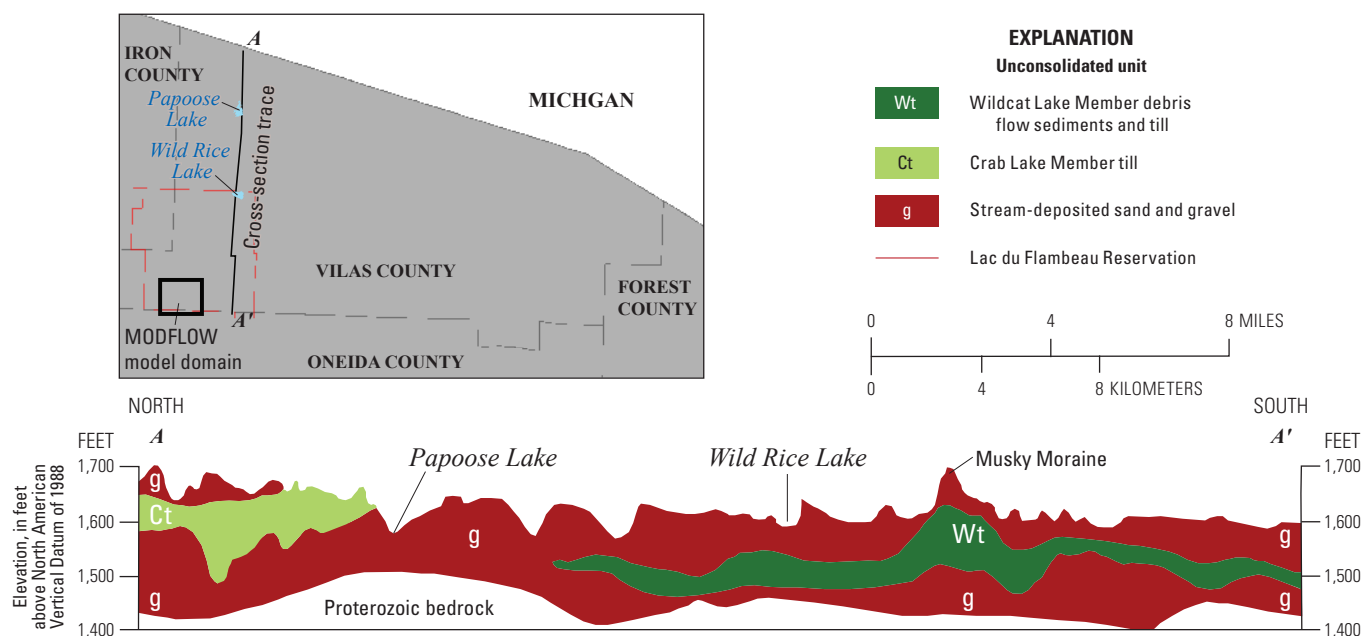 A
IRON
COUNTY
Papoose
Lake
MICHGAN
Wild Rice
Lake
Cross-section trace
VILAS COUNTY
FOREST
COUNTY
A'
MODFLOW
model domain
ONEIDA COUNTY
EXPLANATION
Unconsolidated unit
Wt
Wildcat Lake Member debris
flow sediments and till
Ct
Crab Lake Member till
g
Stream-deposited sand and gravel
Lac du Flambeau Reservation
0 4 8 MILES
0 4 8 KILOMETERS
NORTH
SOUTH
A
A'
FEET
FEET
Papoose Lake
Wild Rice Lake
Musky Moraine
1,700
1,600
1,500
1,400
Elevation, in feet
above North American
Vertical Datum of 1988
g
Ct
g
g
Wt
g
g
g
Proterozoic bedrock
1,700
1,600
1,500
1,400